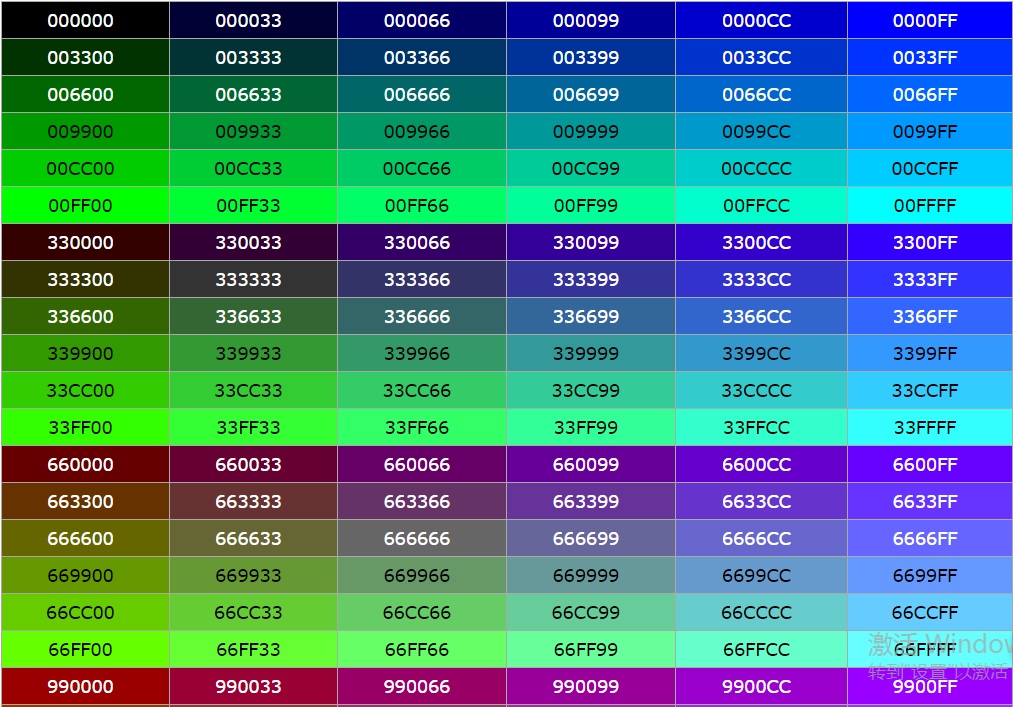 000000 000033 000066 000099 0000CC 0000FF
003300 003333 003366 003399 0033CC 0033FF
006600 006633 006666 006699 0066CC 0066FF
009900 009933 009966 009999 0099CC 0099FF
00CC00 00CC33 00CC66 00CC99 00CCCC 00CCFF
00FF00 00FF33 00FF66 00FF99 00FFCC 00FFFF
330000 330033 330066 330099 3300CC 3300FF
333300 333333 333366 333399 3333CC 3333FF
336600 336633 336666 336699 3366CC 3366FF
339900 339933 339966 339999 3399CC 3399FF
33CC00 33CC33 33CC66 33CC99 33CCCC 33CCFF
33FF00 33FF33 33FF66 33FF99 33FFCC 33FFFF
660000 660033 660066 660099 6600CC 6600FF
663300 663333 663366 663399 6633CC 6633FF
666600 666633 666666 666699 6666CC 6666FF
669900 669933 669966 669999 6699CC 6699FF
66CC00 66CC33 66CC66 66CC99 66CCCC 66CCFF
66FF00 66FF33 66FF66 66FF99 66FFCC 66FFFF
激活 Window
转到"设置"以激活
990000 990033 990066 990099 9900CC 9900FF